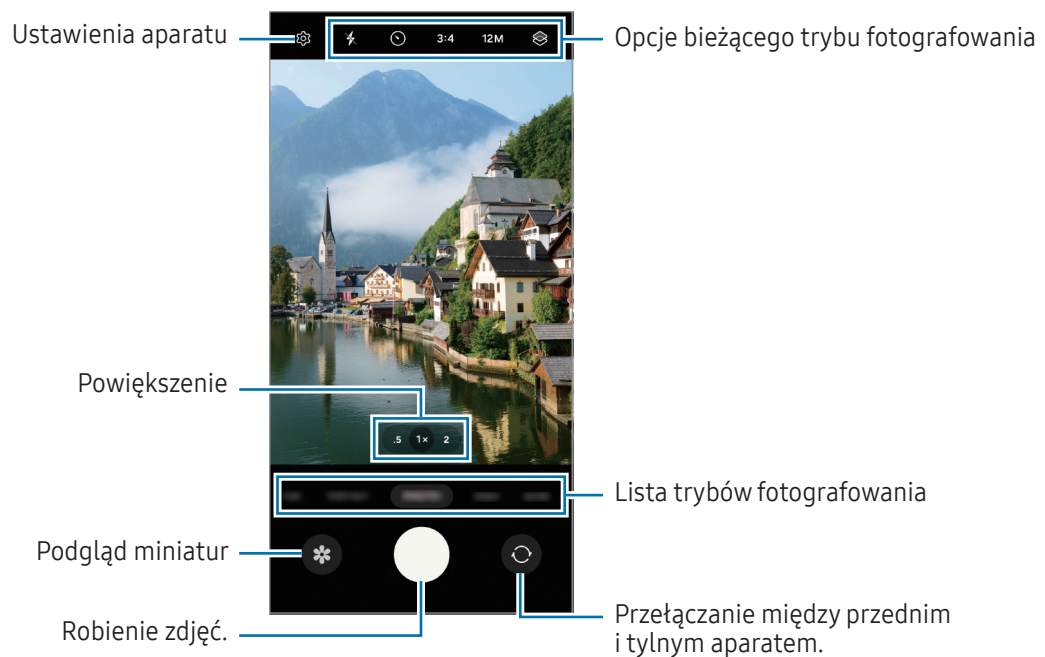 Ustawienia aparatu
3:4
12M
Opcje bieżącego trybu fotografowania
Powiększenie
.5 1× 2
Lista trybów fotografowania
Podgląd miniatur
Robienie zdjęć.
Przełączanie między przednim
i tylnym aparatem.